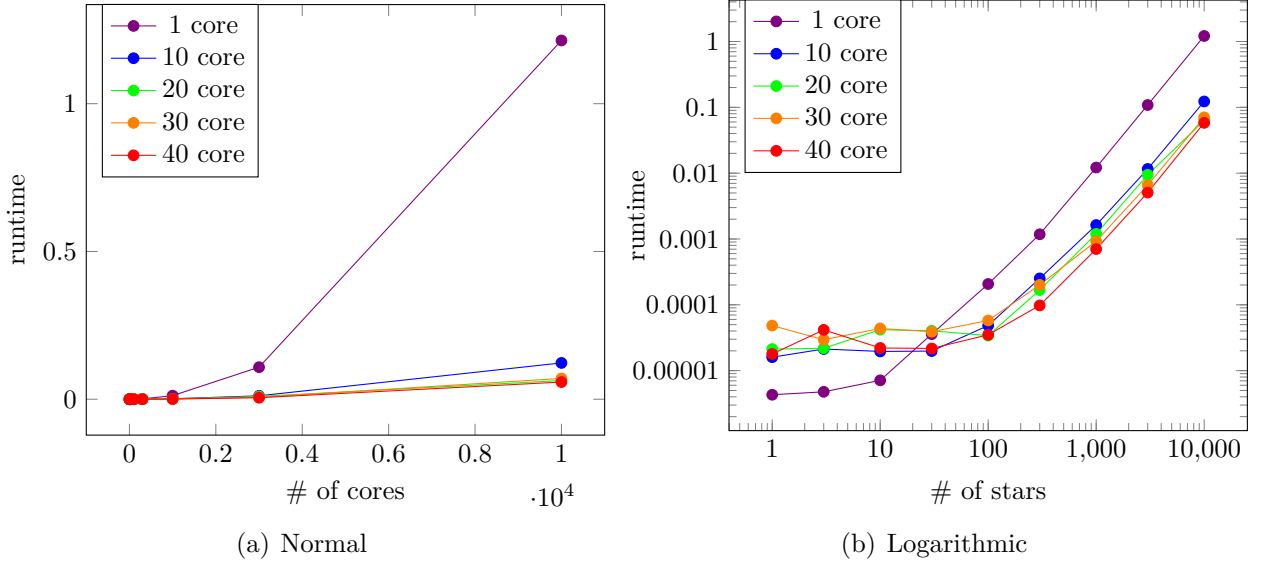 1 core
10 core
20 core
30 core
40 core
1
0.5
0
runtime
0 0.2 0.4 0.6 0.8 1
# of cores
·10⁴
(a) Normal
1 core
10 core
20 core
30 core
40 core
1
0.1
0.01
0.001
0.0001
0.00001
runtime
1 10 100 1,000 10,000
# of stars
(b) Logarithmic